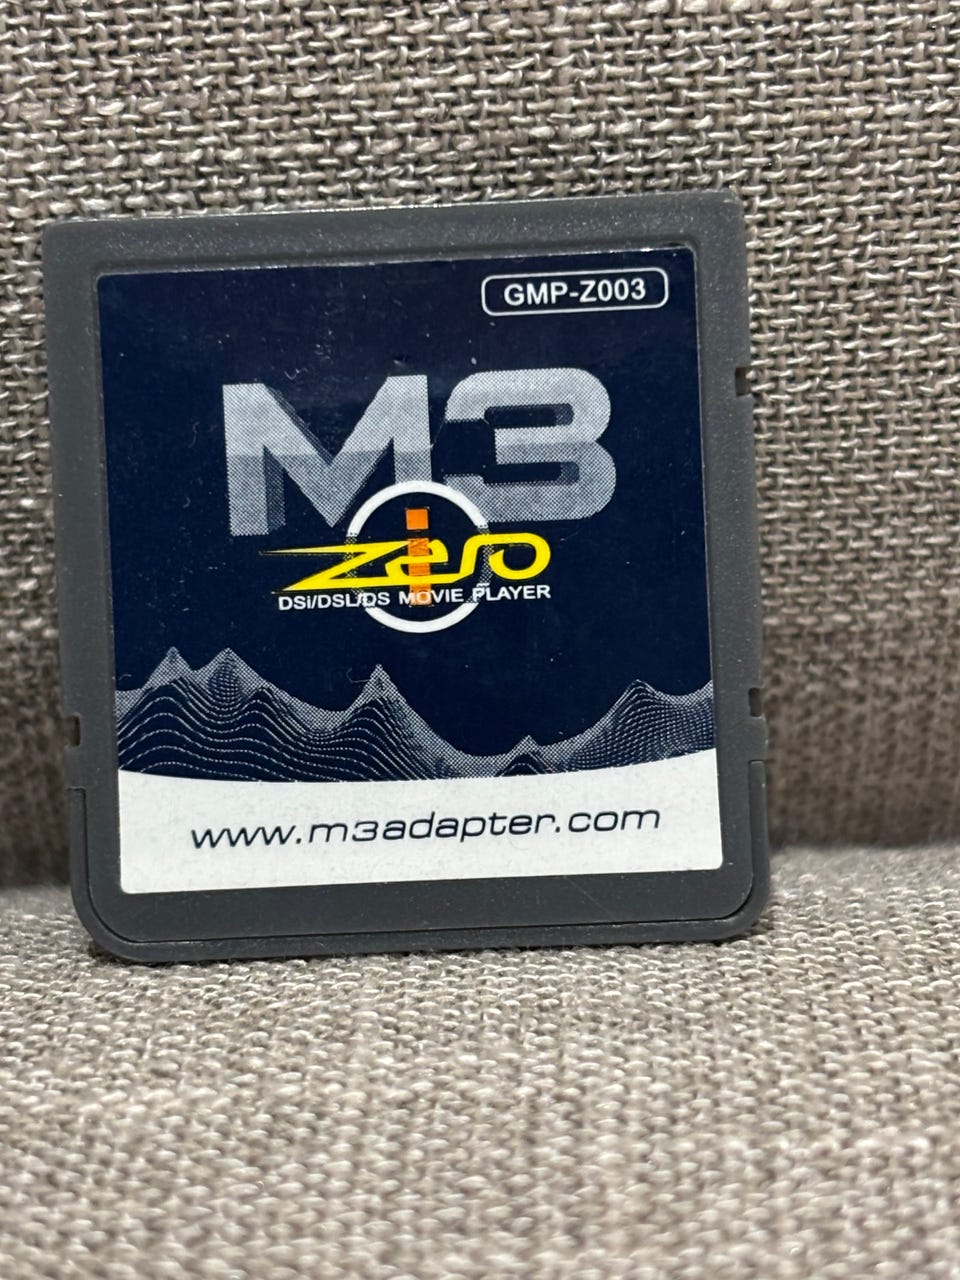 GMP-Z003
M3
i
zero
DSi/DSL/DS MOVIE PLAYER
www.m3adapter.com